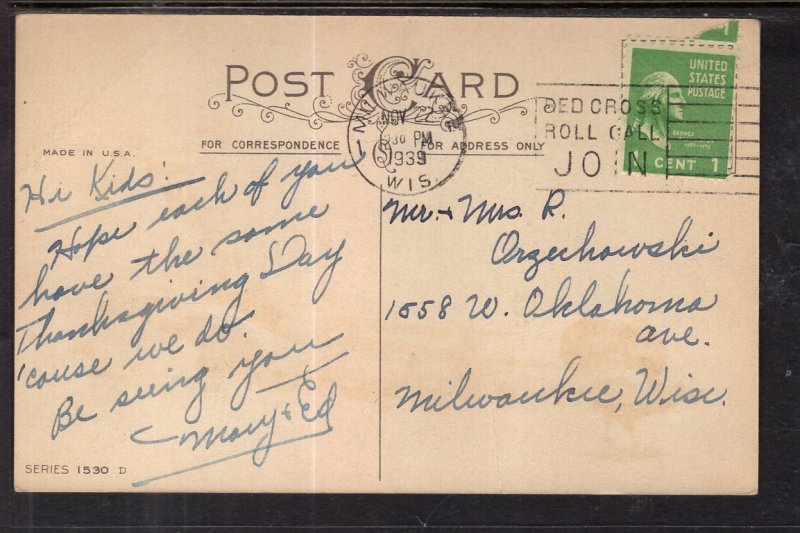 POST CARD
FOR CORRESPONDENCE
FOR ADDRESS ONLY
MADE IN U.S.A.
MILWAUKEE
NOV
930 PM
1939
WIS.
RED CROSS
ROLL CALL
JOIN
UNITED
STATES
POSTAGE
GEORGE
1 CENT 1
Hi Kids:
Hope each of you
have the same
Thanksgiving Day
'cause we do.
Be seeing you
Mary & Ed
Mr. + Mrs. R.
Orzechowski
1558 W. Oklahoma
ave.
Milwaukee, Wisc.
SERIES 1530 D